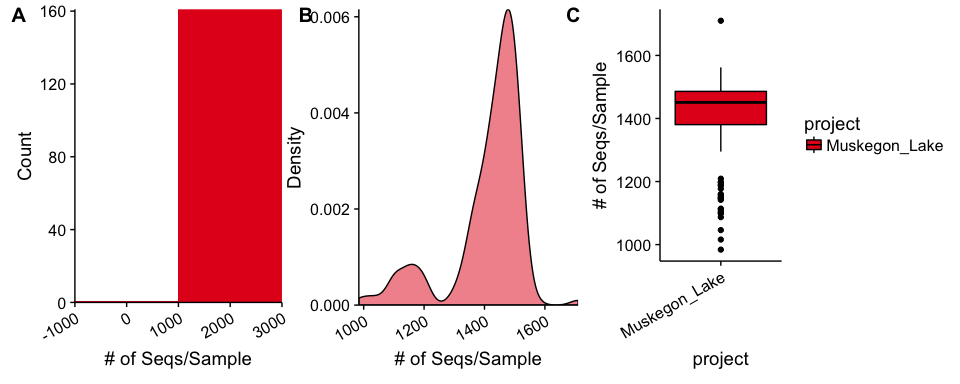 A
160
120
80
40
0
Count
-1000
0
1000
2000
3000
# of Seqs/Sample
B
0.006
0.004
0.002
0.000
Density
1000
1200
1400
1600
# of Seqs/Sample
C
1600
1400
1200
1000
# of Seqs/Sample
Muskegon_Lake
project
project
Muskegon_Lake